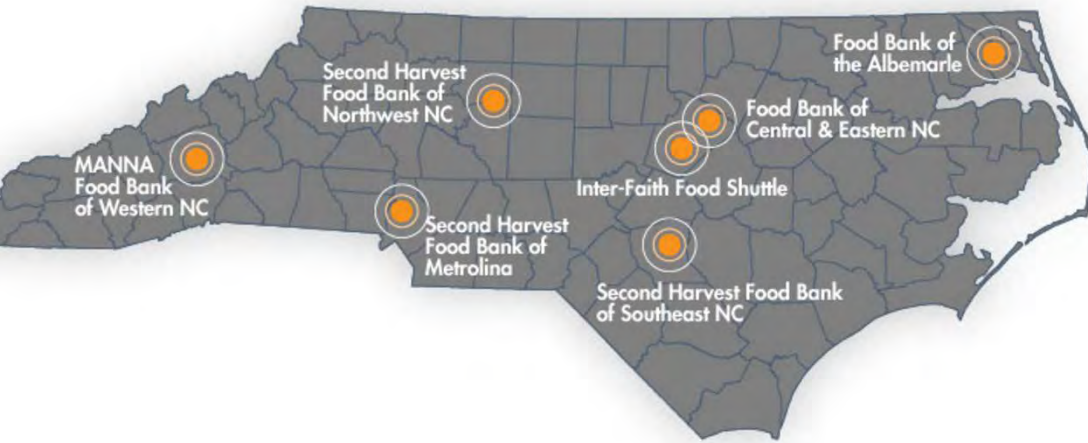 Food Bank of
the Albemarle
Second Harvest
Food Bank of
Northwest NC
Food Bank of
Central & Eastern NC
MANNA
Food Bank
of Western NC
Inter-Faith Food Shuttle
Second Harvest
Food Bank of
Metrolina
Second Harvest Food Bank
of Southeast NC